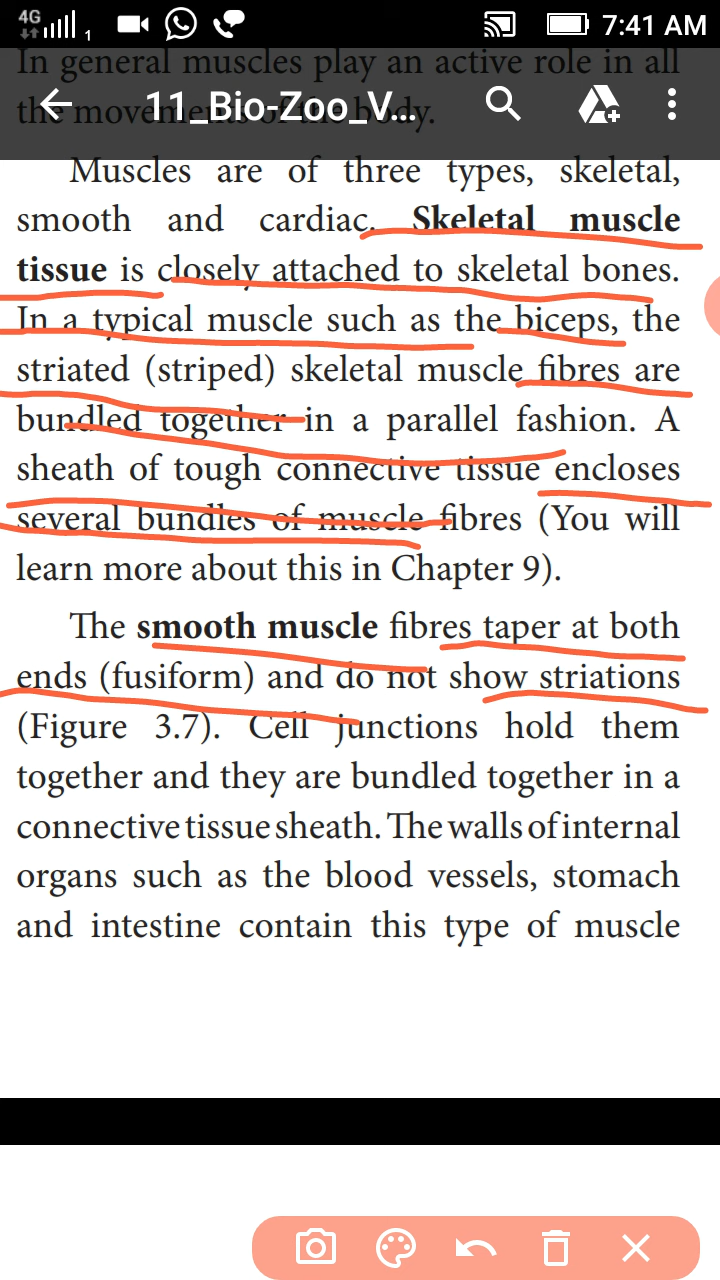 4G 1 7:41 AM
In general muscles play an active role in all
the movements of the body.
11_Bio-Zoo_V...
Muscles are of three types, skeletal,
smooth and cardiac. Skeletal muscle
tissue is closely attached to skeletal bones.
In a typical muscle such as the biceps, the
striated (striped) skeletal muscle fibres are
bundled together in a parallel fashion. A
sheath of tough connective tissue encloses
several bundles of muscle fibres (You will
learn more about this in Chapter 9).
The smooth muscle fibres taper at both
ends (fusiform) and do not show striations
(Figure 3.7). Cell junctions hold them
together and they are bundled together in a
connective tissue sheath. The walls of internal
organs such as the blood vessels, stomach
and intestine contain this type of muscle